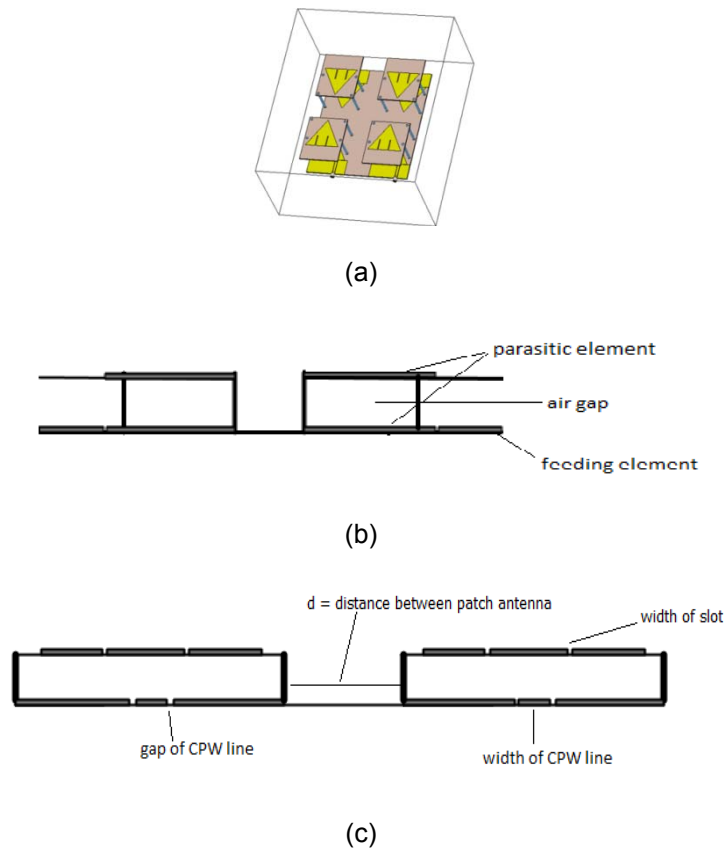 (a)
parasitic element
air gap
feeding element
(b)
d = distance between patch antenna
width of slot
gap of CPW line
width of CPW line
(c)